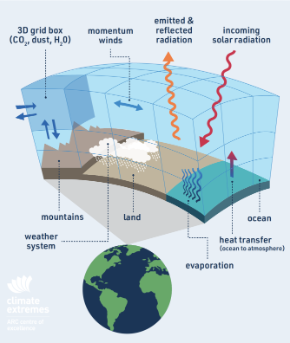 3D grid box
(CO₂, dust, H₂O)
momentum
winds
emitted &
reflected
radiation
incoming
solar radiation
mountains
land
ocean
weather
system
heat transfer
(ocean to atmosphere)
evaporation
climate
extremes